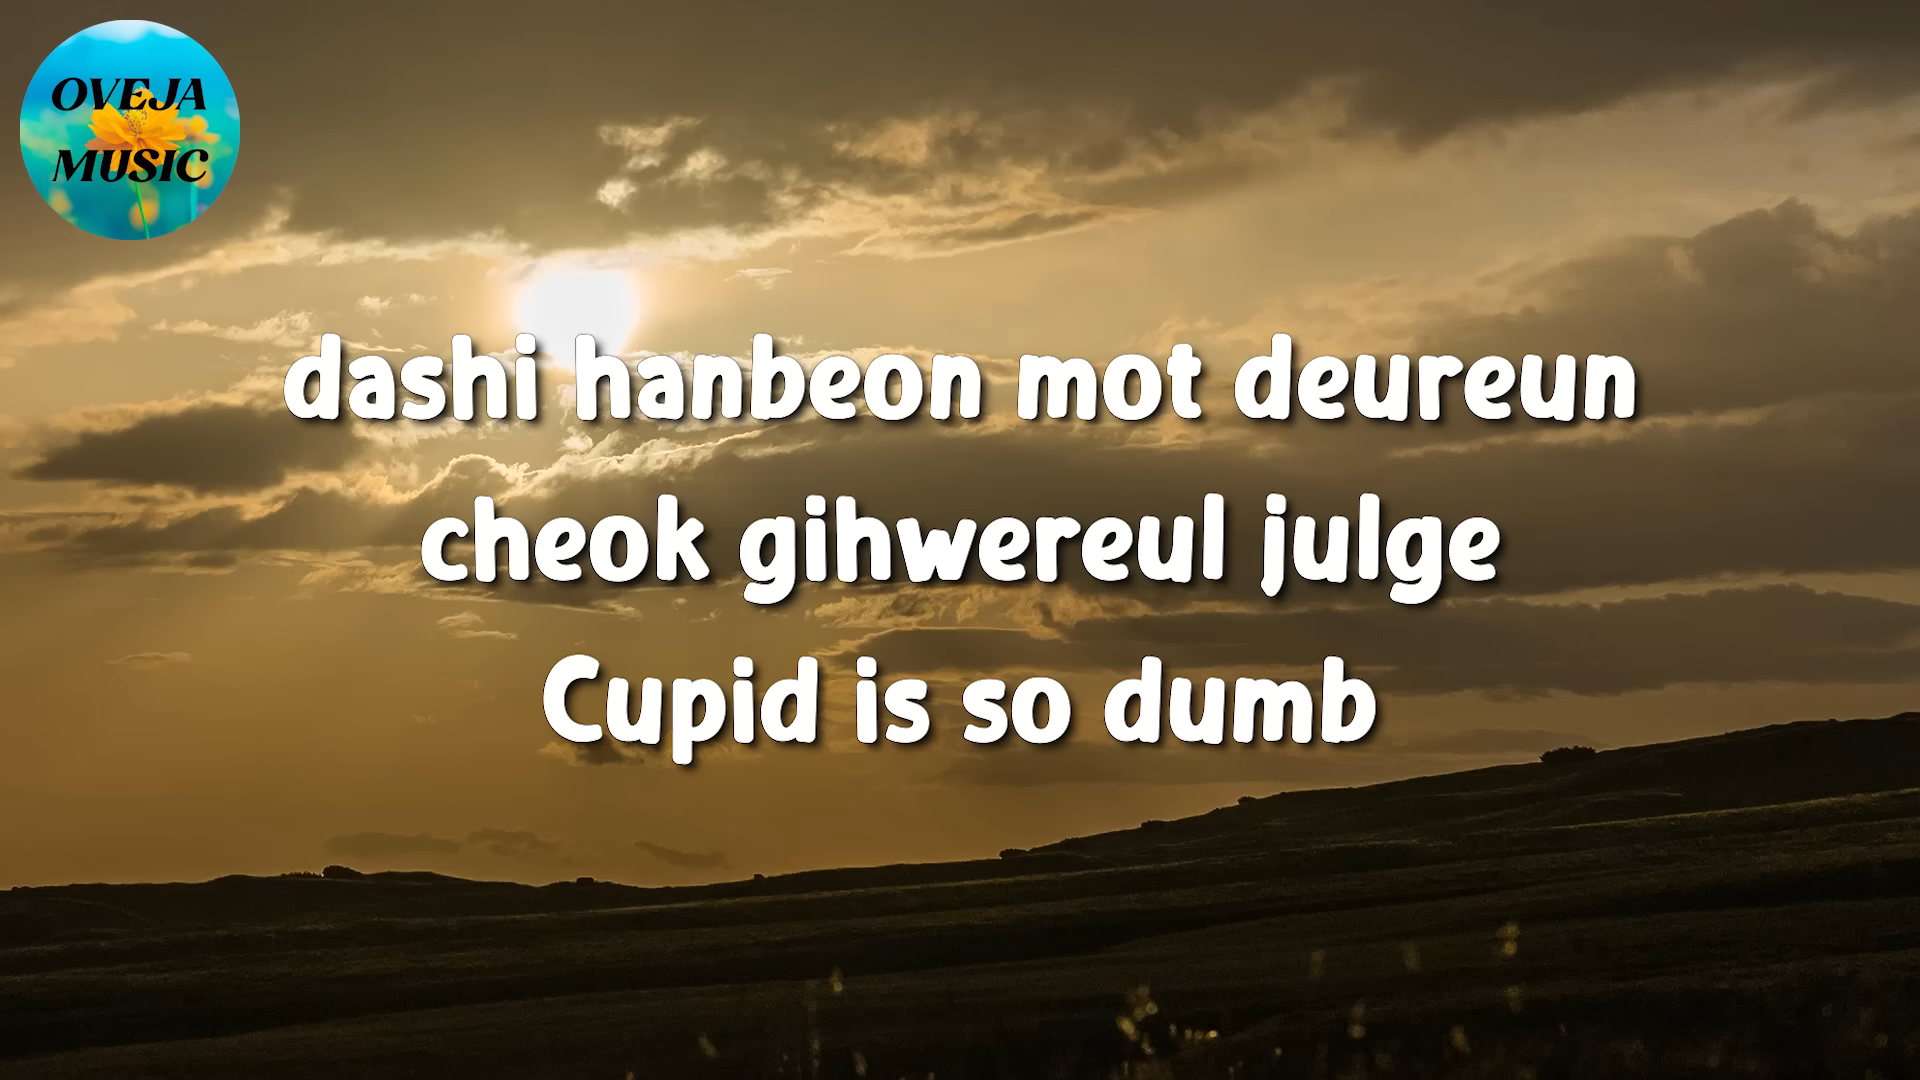 OVEJA
MUSIC
dashi hanbeon mot deureun
cheok gihwereul julge
Cupid is so dumb